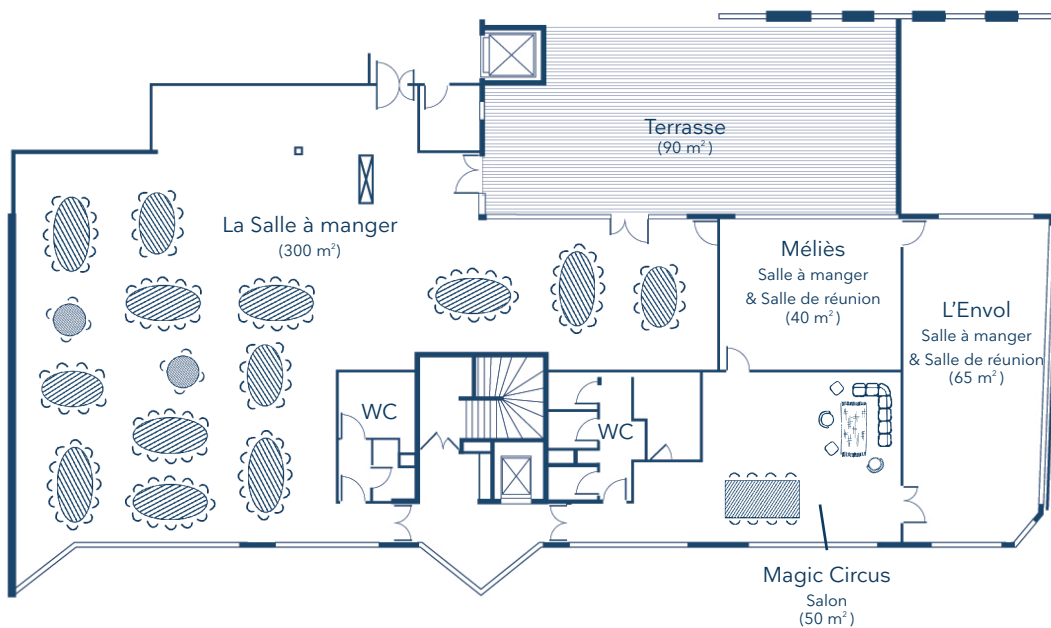 Terrasse
(90 m²)
La Salle à manger
(300 m²)
Méliès
Salle à manger
& Salle de réunion
(40 m²)
L'Envol
Salle à manger
& Salle de réunion
(65 m²)
WC
WC
Magic Circus
Salon
(50 m²)